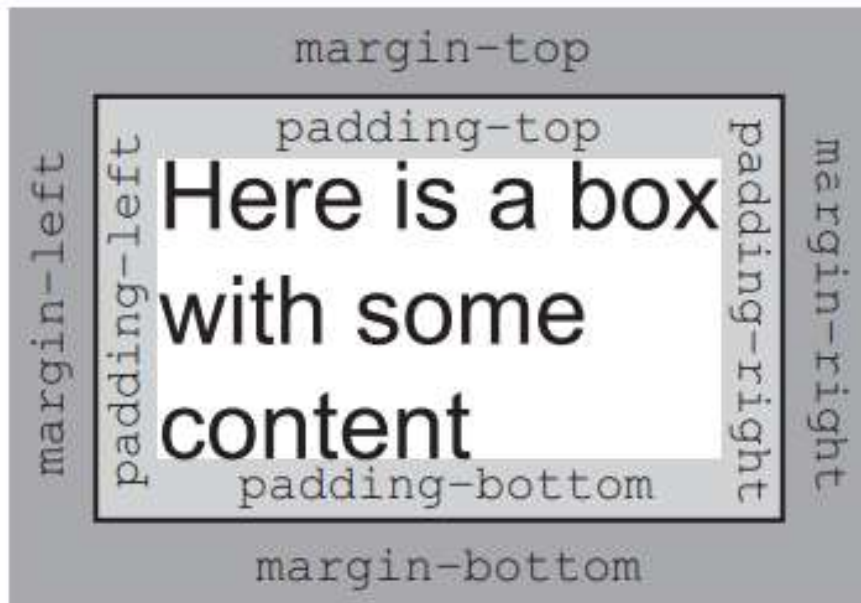 margin-top
padding-top
margin-left
padding-left
Here is a box
with some
content
padding-right
margin-right
padding-bottom
margin-bottom